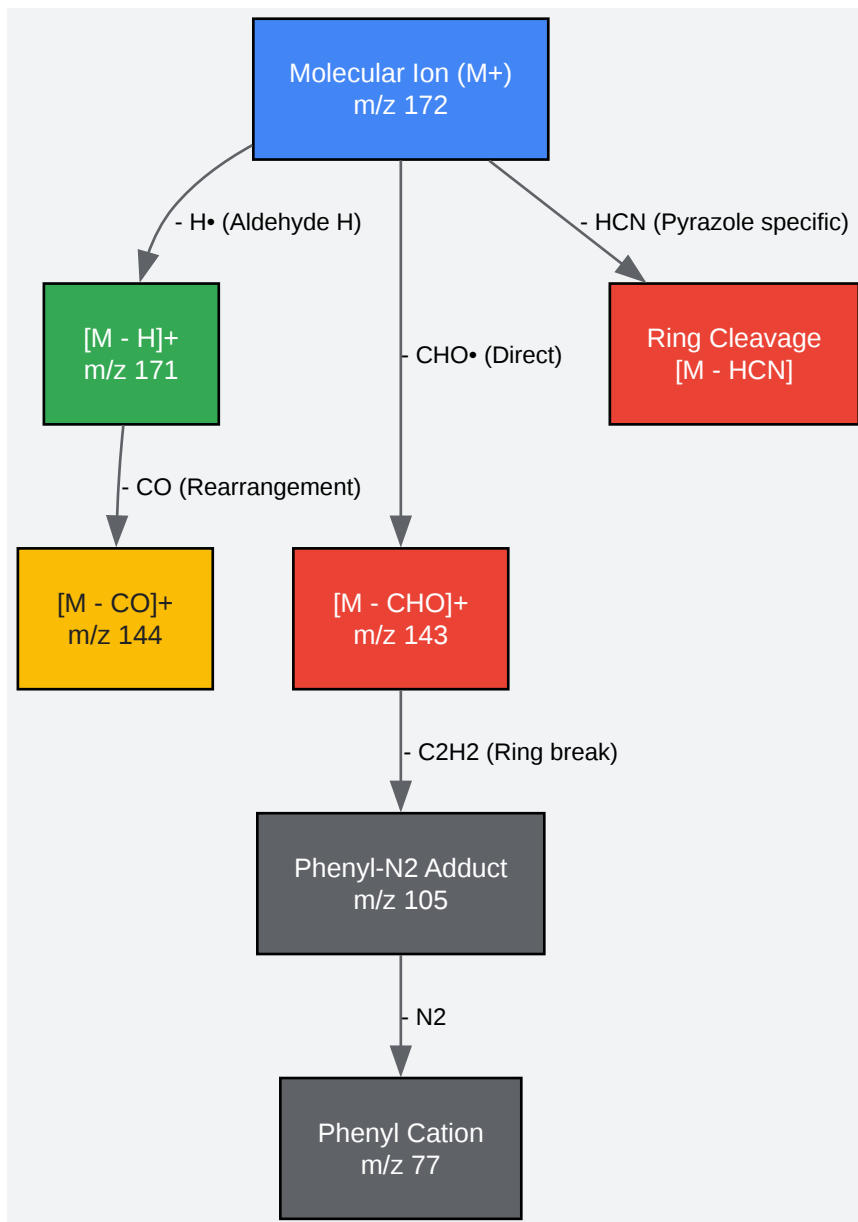 Molecular Ion (M+)
m/z 172
- H• (Aldehyde H)
- HCN (Pyrazole specific)
[M - H]+
m/z 171
- CHO• (Direct)
Ring Cleavage
[M - HCN]
- CO (Rearrangement)
[M - CO]+
m/z 144
[M - CHO]+
m/z 143
- C2H2 (Ring break)
Phenyl-N2 Adduct
m/z 105
- N2
Phenyl Cation
m/z 77